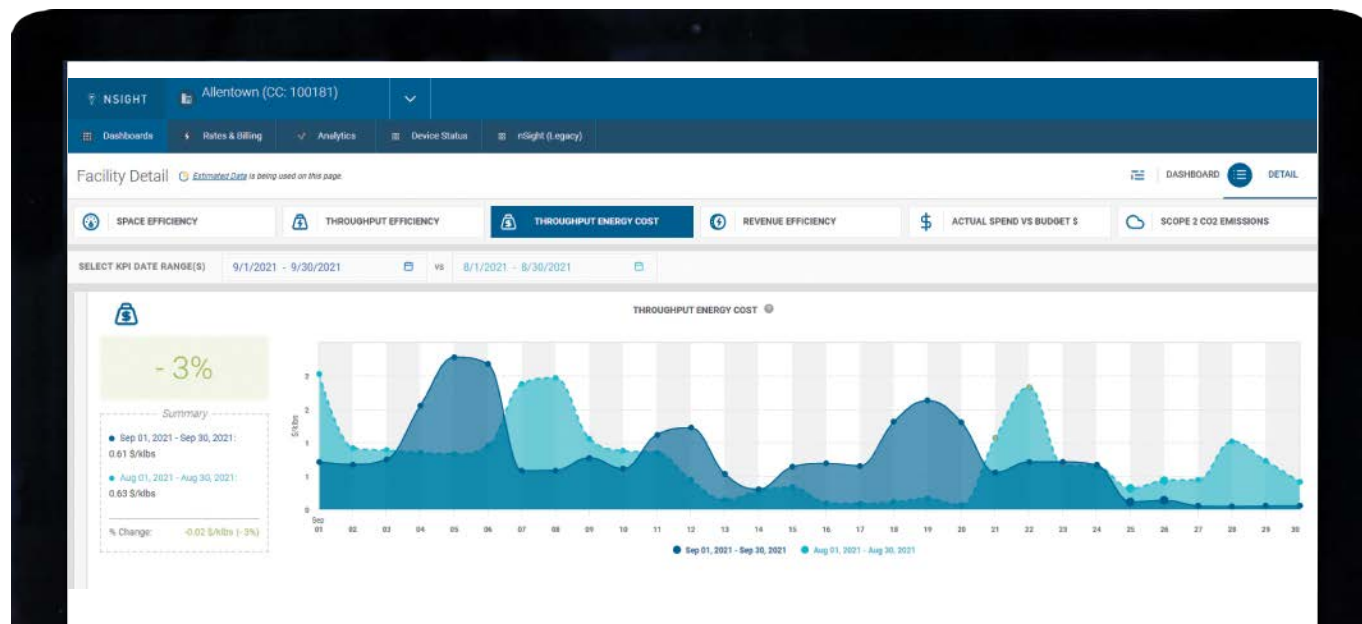 NSIGHT
Allentown (CC: 100181)
Dashboards
Rates & Billing
Analytics
Device Status
nSight (Legacy)
Facility Detail
Estimated Data is being used on this page.
DASHBOARD
DETAIL
SPACE EFFICIENCY
THROUGHPUT EFFICIENCY
THROUGHPUT ENERGY COST
REVENUE EFFICIENCY
ACTUAL SPEND VS BUDGET $
SCOPE 2 CO2 EMISSIONS
SELECT KPI DATE RANGE(S)
9/1/2021 - 9/30/2021
vs
8/1/2021 - 8/30/2021
THROUGHPUT ENERGY COST
- 3%
Summary
Sep 01, 2021 - Sep 30, 2021:
0.61 $/klbs
Aug 01, 2021 - Aug 30, 2021:
0.63 $/klbs
% Change: -0.02 $/klbs (- 3%)
$/klbs
2
2
1
1
0
Sep
01 02 03 04 05 06 07 08 09 10 11 12 13 14 15 16 17 18 19 20 21 22 23 24 25 26 27 28 29 30
Sep 01, 2021 - Sep 30, 2021 Aug 01, 2021 - Aug 30, 2021